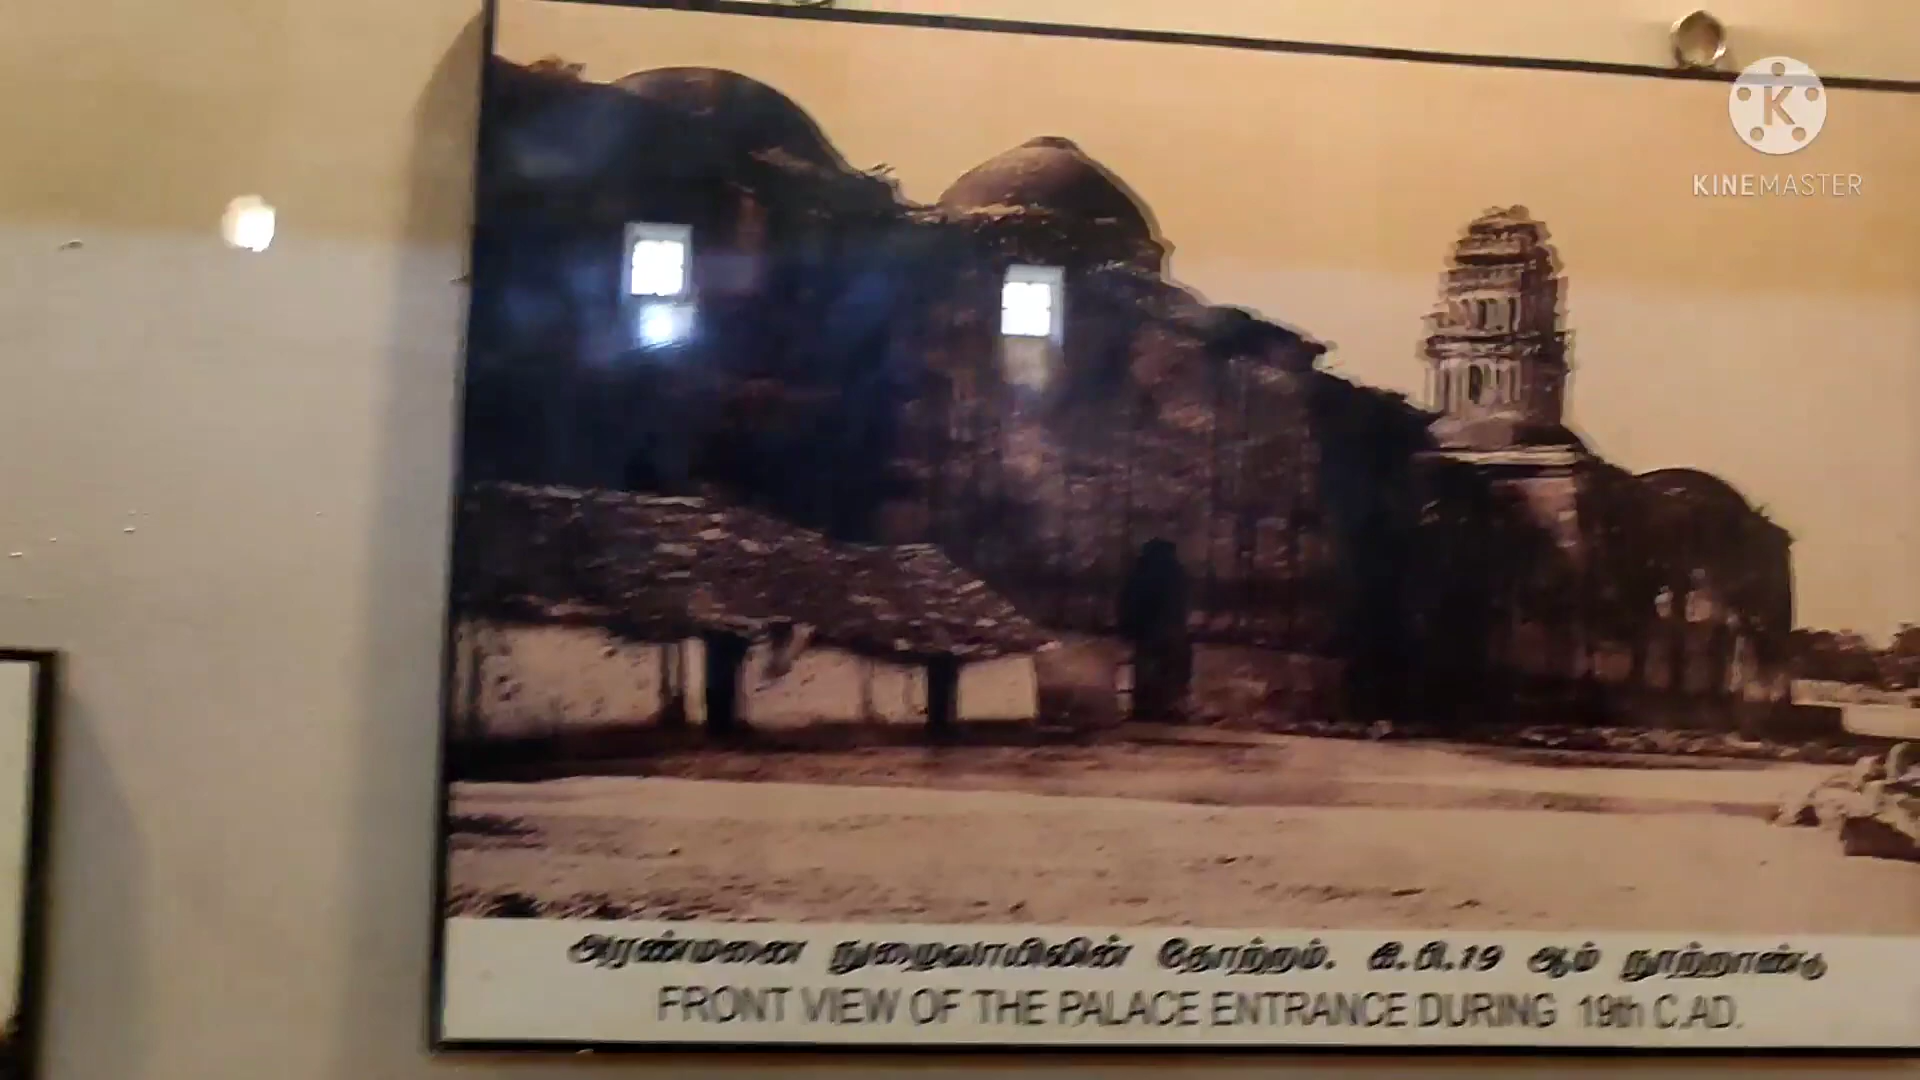 KINEMASTER
அரண்மனை நுழைவாயிலின் தோற்றம். கி.பி.19 ஆம் நூற்றாண்டு
FRONT VIEW OF THE PALACE ENTRANCE DURING 19th C.AD.